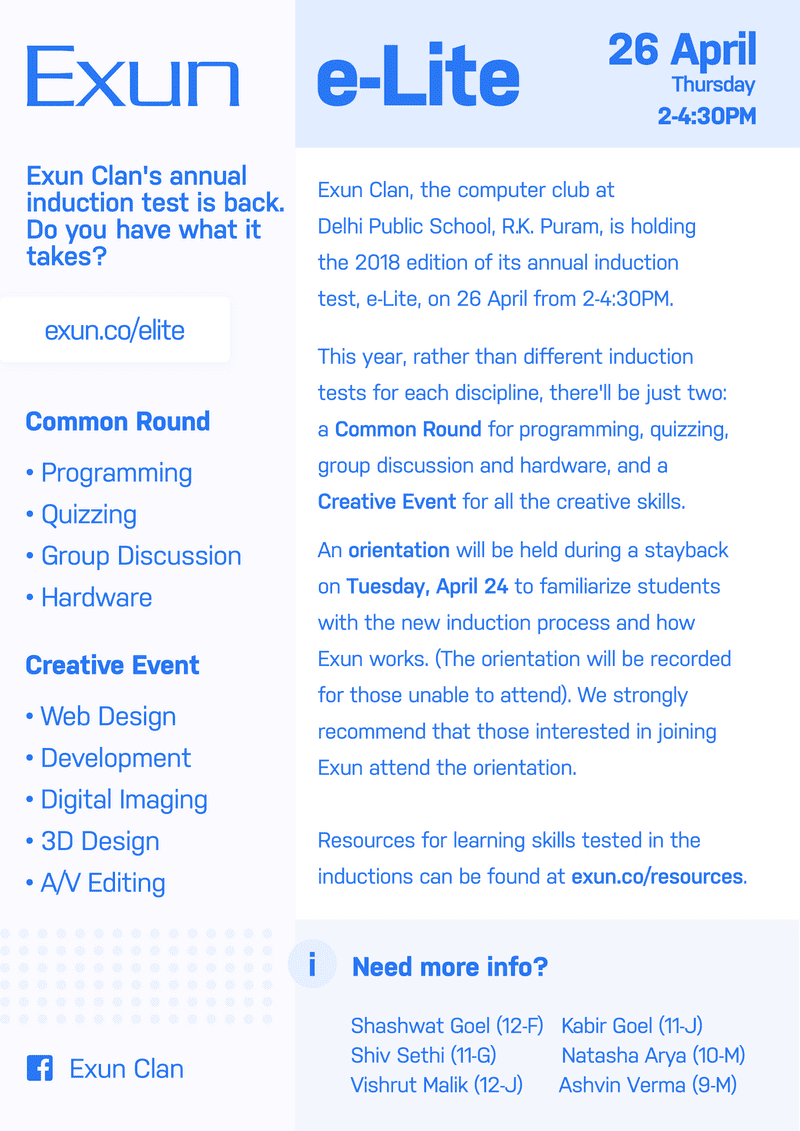 Exun
e-Lite
26 April
Thursday
2-4:30PM
Exun Clan's annual
induction test is back.
Do you have what it
takes?
exun.co/elite
Common Round
• Programming
• Quizzing
• Group Discussion
• Hardware
Creative Event
• Web Design
• Development
• Digital Imaging
• 3D Design
• A/V Editing
Exun Clan
Exun Clan, the computer club at
Delhi Public School, R.K. Puram, is holding
the 2018 edition of its annual induction
test, e-Lite, on 26 April from 2-4:30PM.
This year, rather than different induction
tests for each discipline, there'll be just two:
a Common Round for programming, quizzing,
group discussion and hardware, and a
Creative Event for all the creative skills.
An orientation will be held during a stayback
on Tuesday, April 24 to familiarize students
with the new induction process and how
Exun works. (The orientation will be recorded
for those unable to attend). We strongly
recommend that those interested in joining
Exun attend the orientation.
Resources for learning skills tested in the
inductions can be found at exun.co/resources.
i Need more info?
Shashwat Goel (12-F) Kabir Goel (11-J)
Shiv Sethi (11-G) Natasha Arya (10-M)
Vishrut Malik (12-J) Ashvin Verma (9-M)